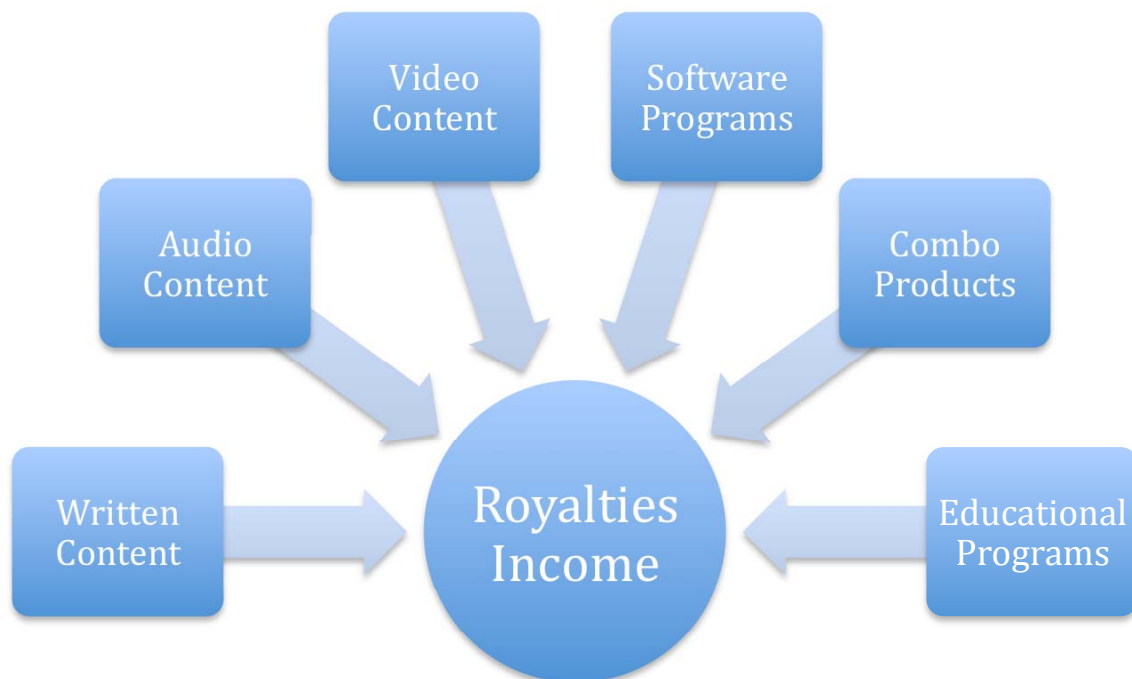 Video
Content
Software
Programs
Audio
Content
Combo
Products
Written
Content
Royalties
Income
Educational
Programs